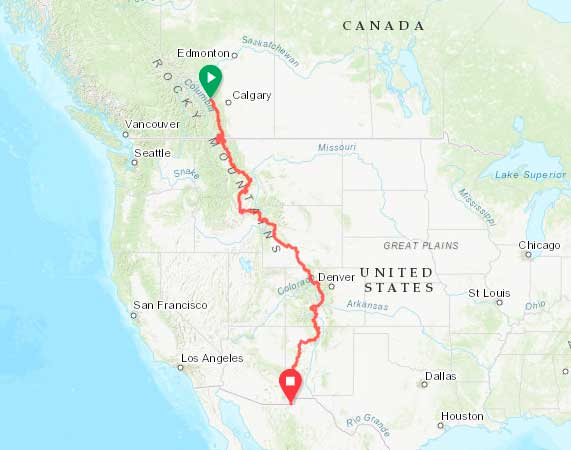 CANADA
Edmonton
Saskatchewan
ROCKY MOUNTAINS
Columbia
Calgary
Vancouver
Seattle
Missouri
Lake Superior
Snake
Mississippi
GREAT PLAINS
Chicago
Denver
UNITED
STATES
Colorado
St Louis
Ohio
Arkansas
San Francisco
Los Angeles
Dallas
Rio Grande
Houston